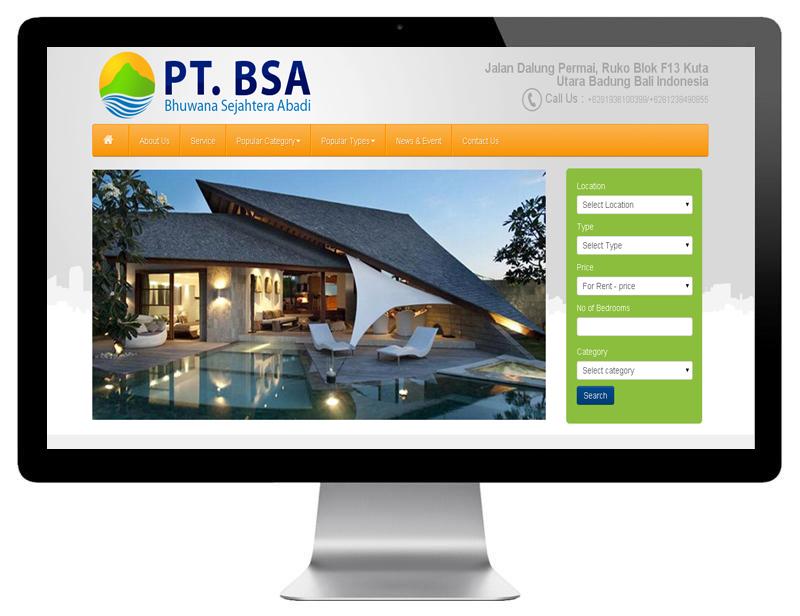 PT. BSA
Bhuwana Sejahtera Abadi
Jalan Dalung Permai, Ruko Blok F13 Kuta
Utara Badung Bali Indonesia
Call Us :
About Us
Service
Popular Category
Popular Types
News & Event
Contact Us
Location
Select Location
Type
Select Type
Price
For Rent - price
No of Bedrooms
Category
Select category
Search